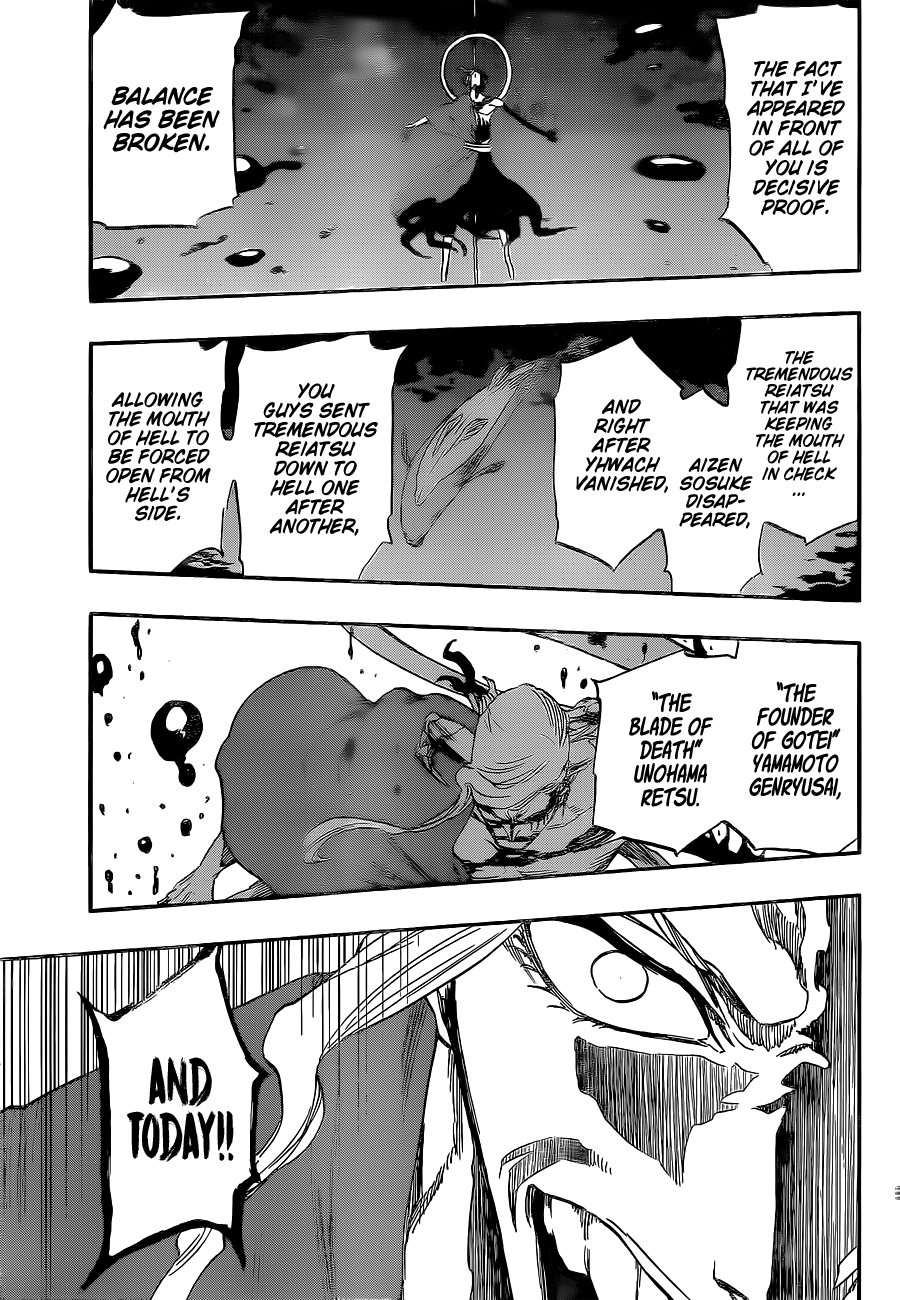 THE FACT
THAT I'VE
APPEARED
IN FRONT
OF ALL OF
YOU IS
DECISIVE
PROOF.
BALANCE
HAS BEEN
BROKEN.
THE
TREMENDOUS
REIATSU
THAT WAS
KEEPING
THE MOUTH
OF HELL
IN CHECK
...
AIZEN
SOSUKE
DISAP-
PEARED,
AND
RIGHT
AFTER
YHWACH
VANISHED,
YOU
GUYS SENT
TREMENDOUS
REIATSU
DOWN TO
HELL ONE
AFTER
ANOTHER,
ALLOWING
THE MOUTH
OF HELL TO
BE FORCED
OPEN FROM
HELL'S
SIDE.
"THE
FOUNDER
OF GOTEI"
YAMAMOTO
GENRYUSAI,
"THE
BLADE OF
DEATH"
UNOHAMA
RETSU.
AND
TODAY!!